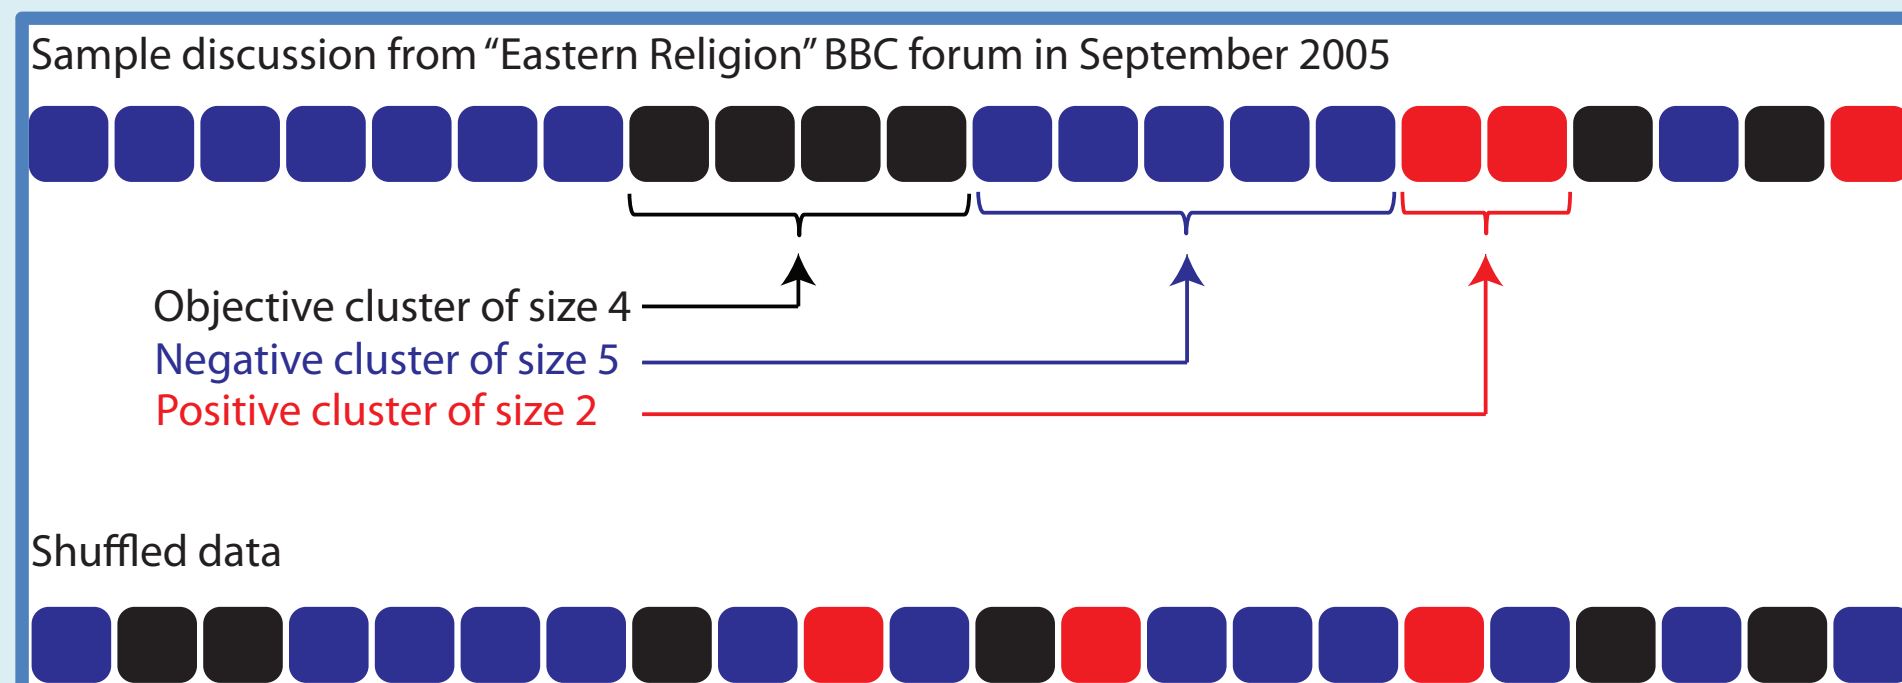 Sample discussion from “Eastern Religion” BBC forum in September 2005
Objective cluster of size 4
Negative cluster of size 5
Positive cluster of size 2
Shuffled data